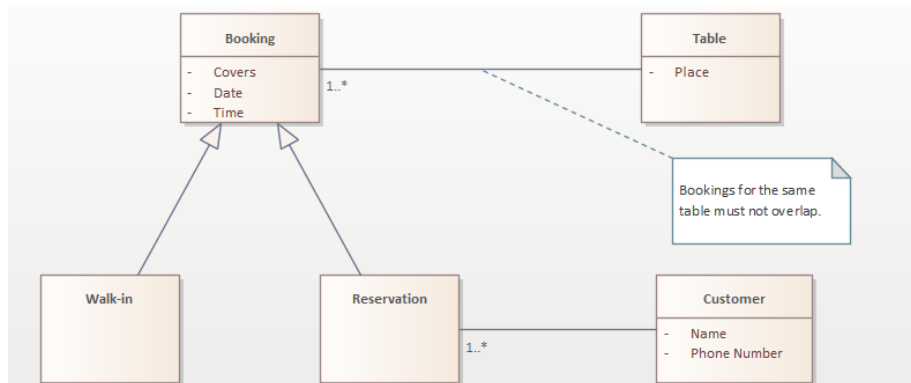 Booking
- Covers
- Date
- Time
1..*
Table
- Place
Bookings for the same
table must not overlap.
Walk-in
Reservation
1..*
Customer
- Name
- Phone Number